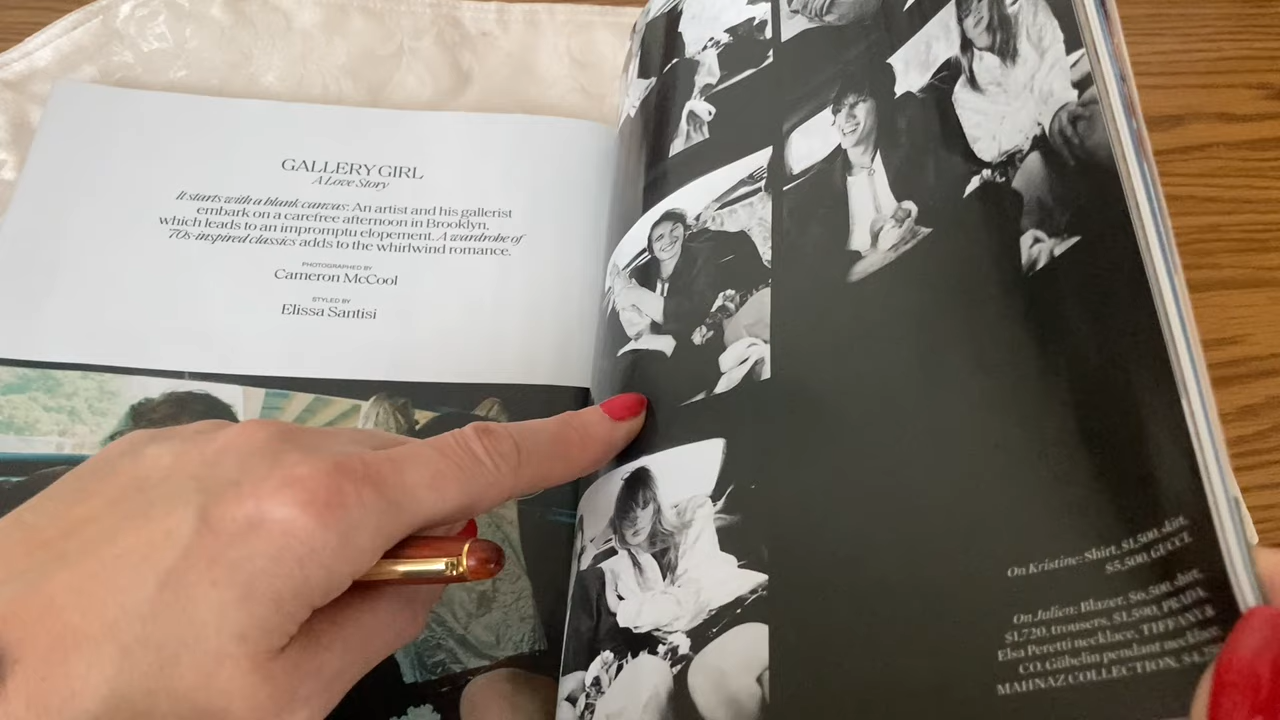 GALLERY GIRL
A Love Story
It starts with a blank canvas: An artist and his gallerist
embark on a carefree afternoon in Brooklyn,
which leads to an impromptu elopement. A wardrobe of
'70s-inspired classics adds to the whirlwind romance.
PHOTOGRAPHED BY
Cameron McCool
STYLED BY
Elissa Santisi
On Kristine: Shirt, $1,500, skirt,
$5,500, GUCCI.
On Julien: Blazer, $6,500, shirt,
$1,720, trousers, $1,590, PRADA.
Elsa Peretti necklace, TIFFANY &
CO. Gübelin pendant necklace,
MAHNAZ COLLECTION,